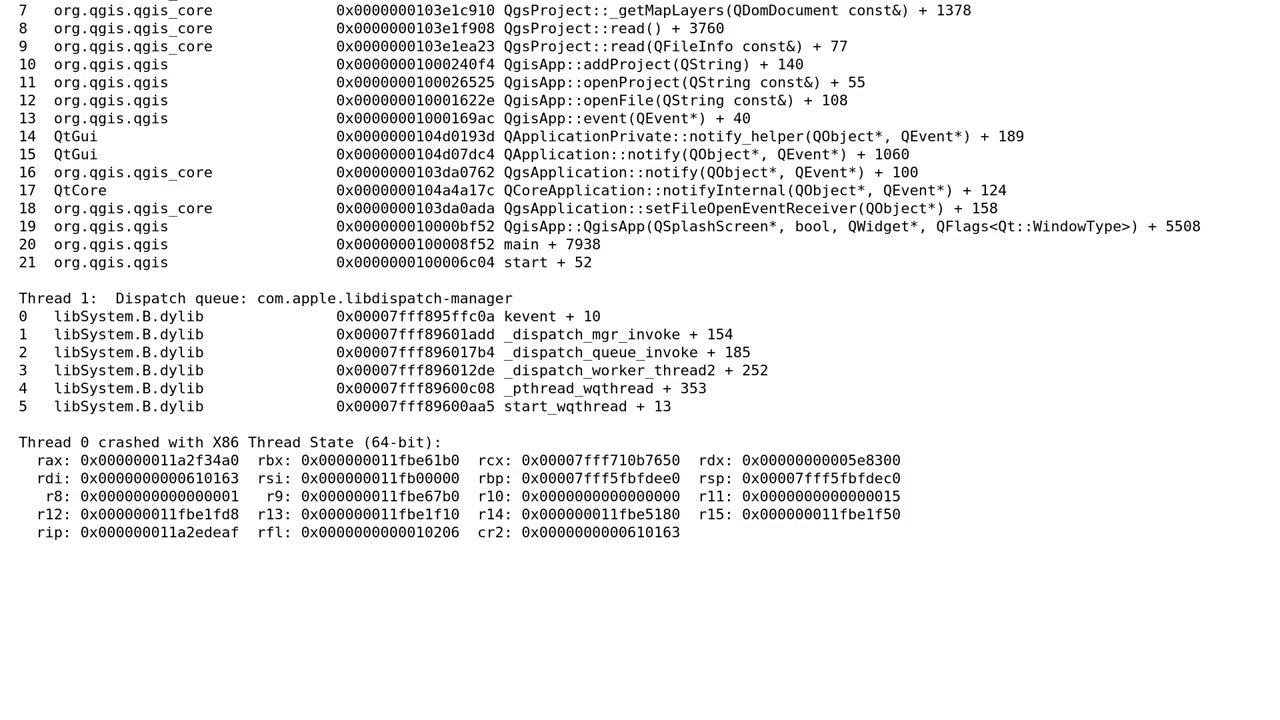 7   org.qgis.qgis_core              0x0000000103e1c910 QgsProject::_getMapLayers(QDomDocument const&) + 1378
8   org.qgis.qgis_core              0x0000000103e1f908 QgsProject::read() + 3760
9   org.qgis.qgis_core              0x0000000103e1ea23 QgsProject::read(QFileInfo const&) + 77
10  org.qgis.qgis                   0x00000001000240f4 QgisApp::addProject(QString) + 140
11  org.qgis.qgis                   0x0000000100026525 QgisApp::openProject(QString const&) + 55
12  org.qgis.qgis                   0x000000010001622e QgisApp::openFile(QString const&) + 108
13  org.qgis.qgis                   0x00000001000169ac QgisApp::event(QEvent*) + 40
14  QtGui                           0x0000000104d0193d QApplicationPrivate::notify_helper(QObject*, QEvent*) + 189
15  QtGui                           0x0000000104d07dc4 QApplication::notify(QObject*, QEvent*) + 1060
16  org.qgis.qgis_core              0x0000000103da0762 QgsApplication::notify(QObject*, QEvent*) + 100
17  QtCore                          0x0000000104a4a17c QCoreApplication::notifyInternal(QObject*, QEvent*) + 124
18  org.qgis.qgis_core              0x0000000103da0ada QgsApplication::setFileOpenEventReceiver(QObject*) + 158
19  org.qgis.qgis                   0x000000010000bf52 QgisApp::QgisApp(QSplashScreen*, bool, QWidget*, QFlags<Qt::WindowType>) + 5508
20  org.qgis.qgis                   0x0000000100008f52 main + 7938
21  org.qgis.qgis                   0x0000000100006c04 start + 52
Thread 1:  Dispatch queue: com.apple.libdispatch-manager
0   libSystem.B.dylib               0x00007fff895ffc0a kevent + 10
1   libSystem.B.dylib               0x00007fff89601add _dispatch_mgr_invoke + 154
2   libSystem.B.dylib               0x00007fff896017b4 _dispatch_queue_invoke + 185
3   libSystem.B.dylib               0x00007fff896012de _dispatch_worker_thread2 + 252
4   libSystem.B.dylib               0x00007fff89600c08 _pthread_wqthread + 353
5   libSystem.B.dylib               0x00007fff89600aa5 start_wqthread + 13
Thread 0 crashed with X86 Thread State (64-bit):
  rax: 0x000000011a2f34a0  rbx: 0x000000011fbe61b0  rcx: 0x00007fff710b7650  rdx: 0x00000000005e8300
  rdi: 0x0000000000610163  rsi: 0x000000011fb00000  rbp: 0x00007fff5fbfdee0  rsp: 0x00007fff5fbfdec0
   r8: 0x0000000000000001   r9: 0x000000011fbe67b0  r10: 0x0000000000000000  r11: 0x0000000000000015
  r12: 0x000000011fbe1fd8  r13: 0x000000011fbe1f10  r14: 0x000000011fbe5180  r15: 0x000000011fbe1f50
  rip: 0x000000011a2edeaf  rfl: 0x0000000000010206  cr2: 0x0000000000610163